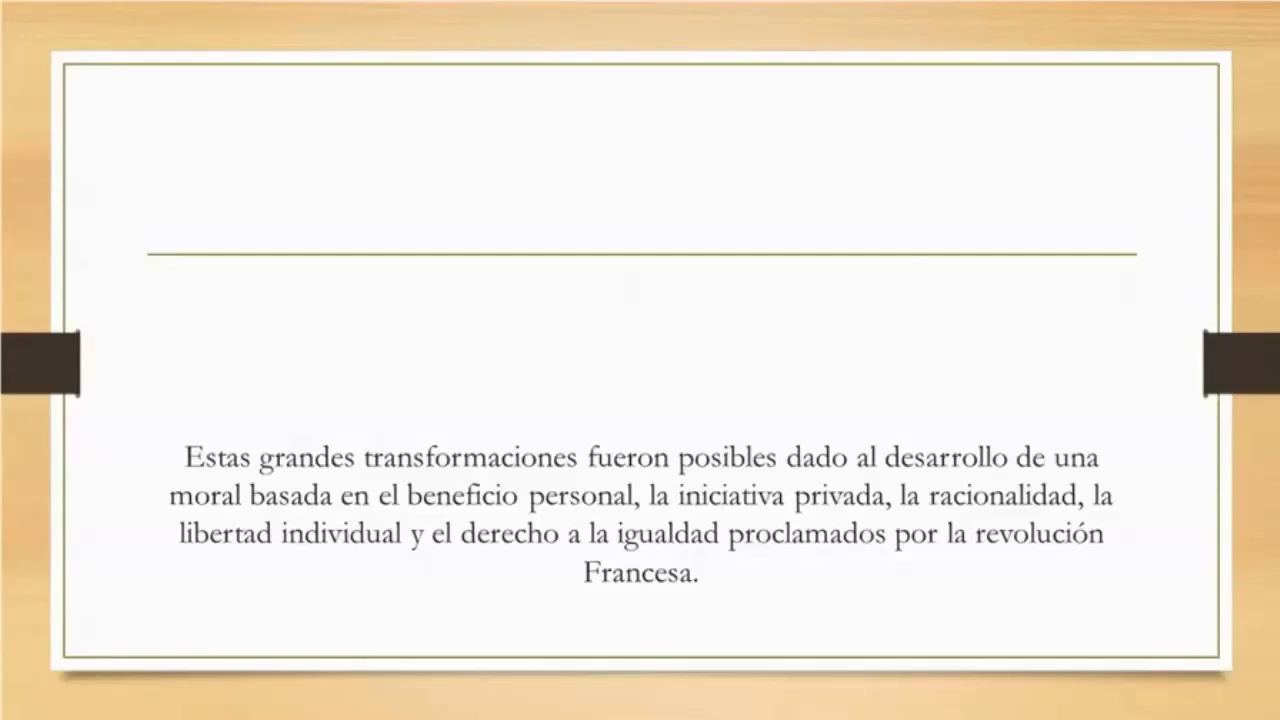 Estas grandes transformaciones fueron posibles dado al desarrollo de una
moral basada en el beneficio personal, la iniciativa privada, la racionalidad, la
libertad individual y el derecho a la igualdad proclamados por la revolución
Francesa.